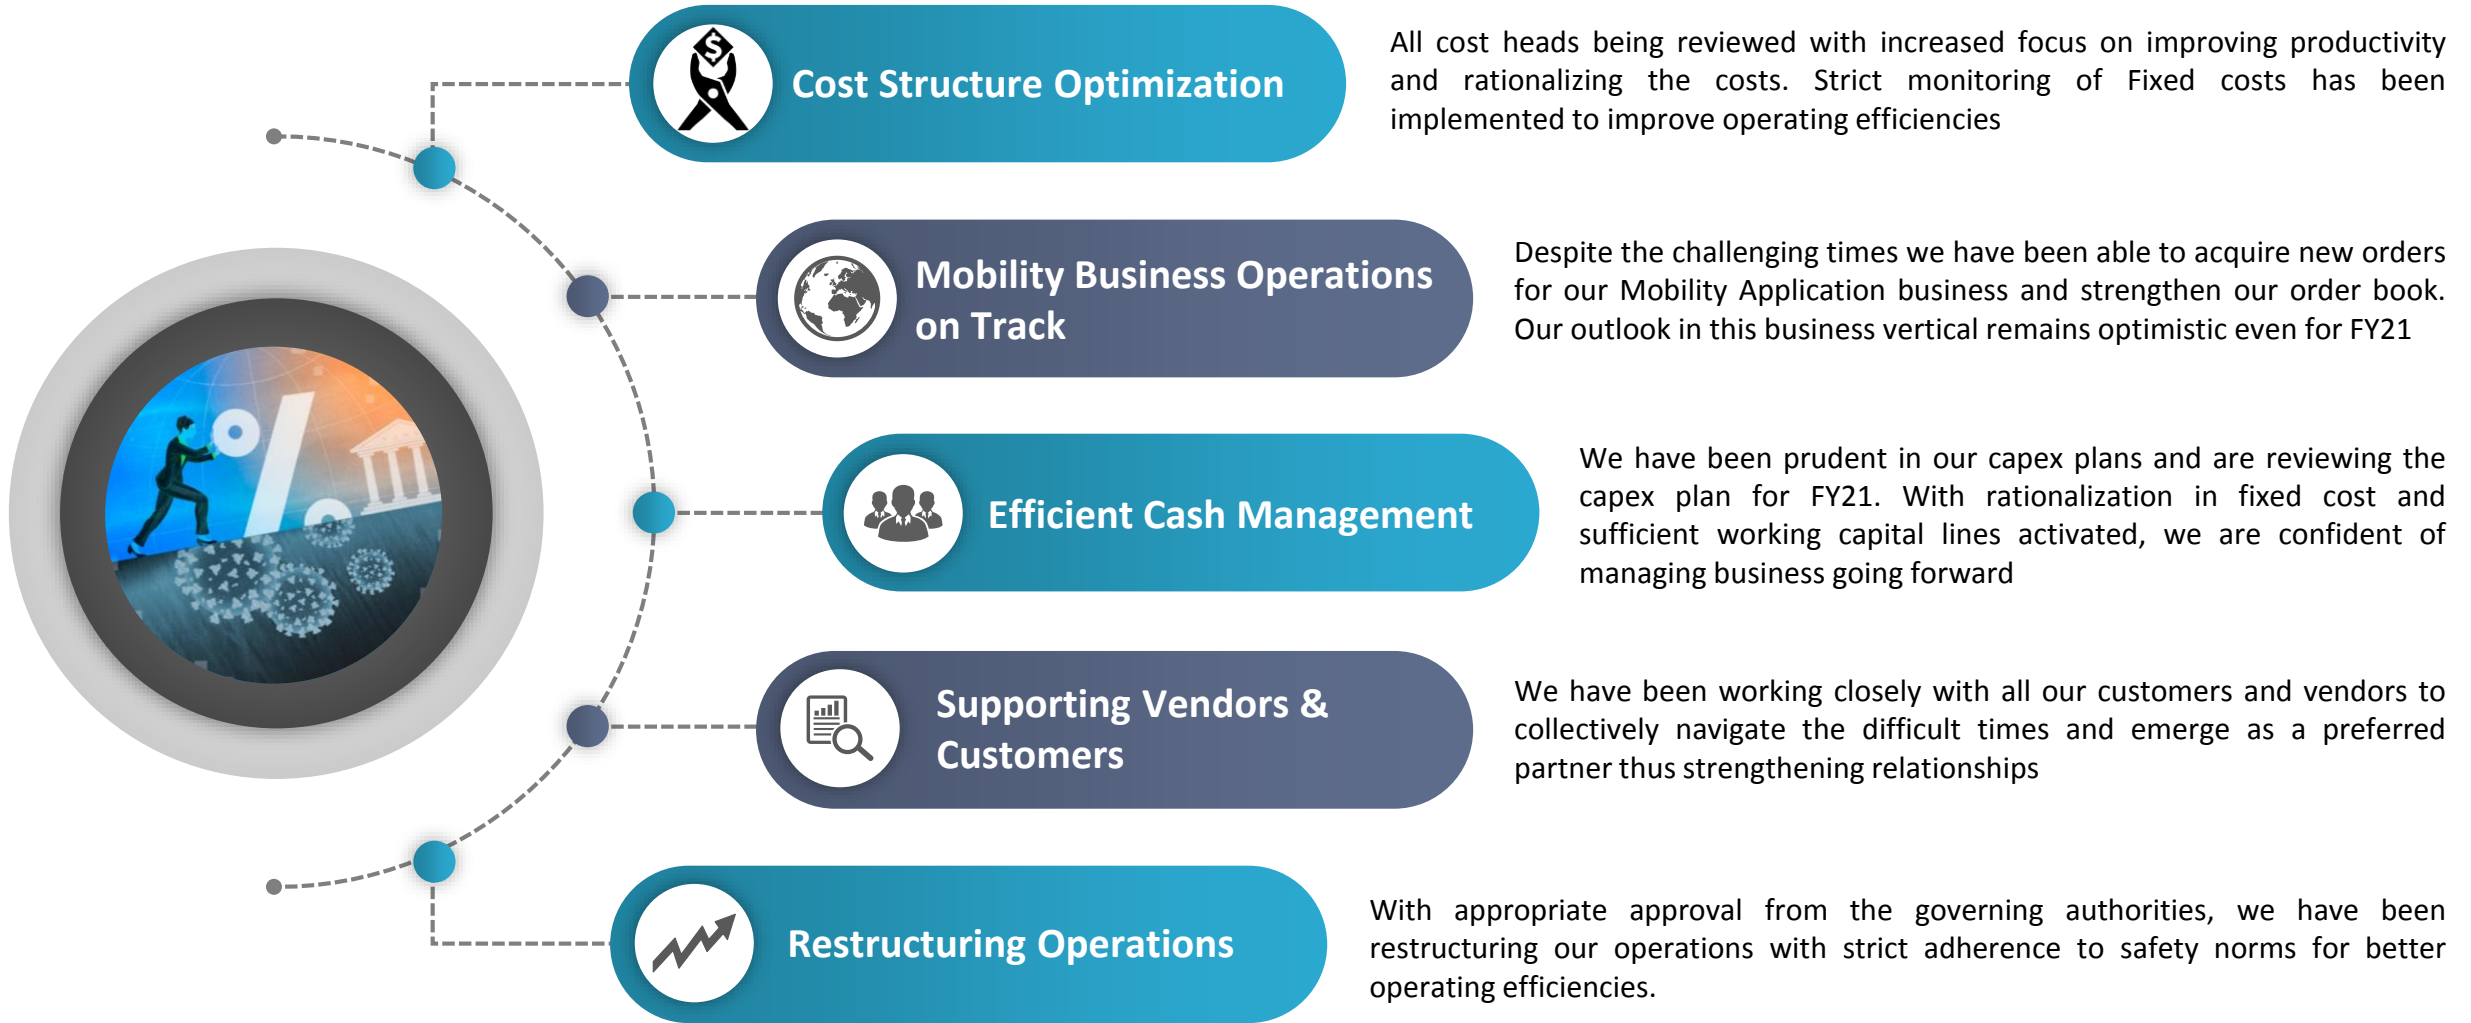 Cost Structure Optimization
All cost heads being reviewed with increased focus on improving productivity
and rationalizing the costs. Strict monitoring of Fixed costs has been
implemented to improve operating efficiencies
Mobility Business Operations
on Track
Despite the challenging times we have been able to acquire new orders
for our Mobility Application business and strengthen our order book.
Our outlook in this business vertical remains optimistic even for FY21
Efficient Cash Management
We have been prudent in our capex plans and are reviewing the
capex plan for FY21. With rationalization in fixed cost and
sufficient working capital lines activated, we are confident of
managing business going forward
Supporting Vendors &
Customers
We have been working closely with all our customers and vendors to
collectively navigate the difficult times and emerge as a preferred
partner thus strengthening relationships
Restructuring Operations
With appropriate approval from the governing authorities, we have been
restructuring our operations with strict adherence to safety norms for better
operating efficiencies.
%
$